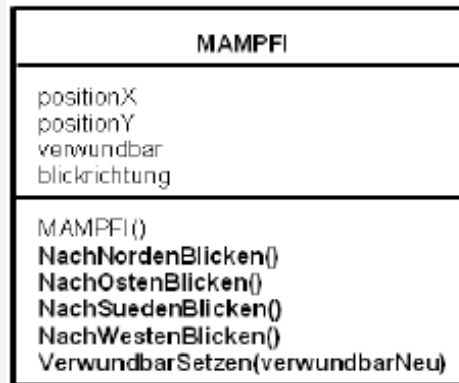 MAMPFI
positionX
positionY
verwundbar
blickrichtung
MAMPFI()
NachNordenBlicken()
NachOstenBlicken()
NachSuedenBlicken()
NachWestenBlicken()
VerwundbarSetzen(verwundbarNeu)